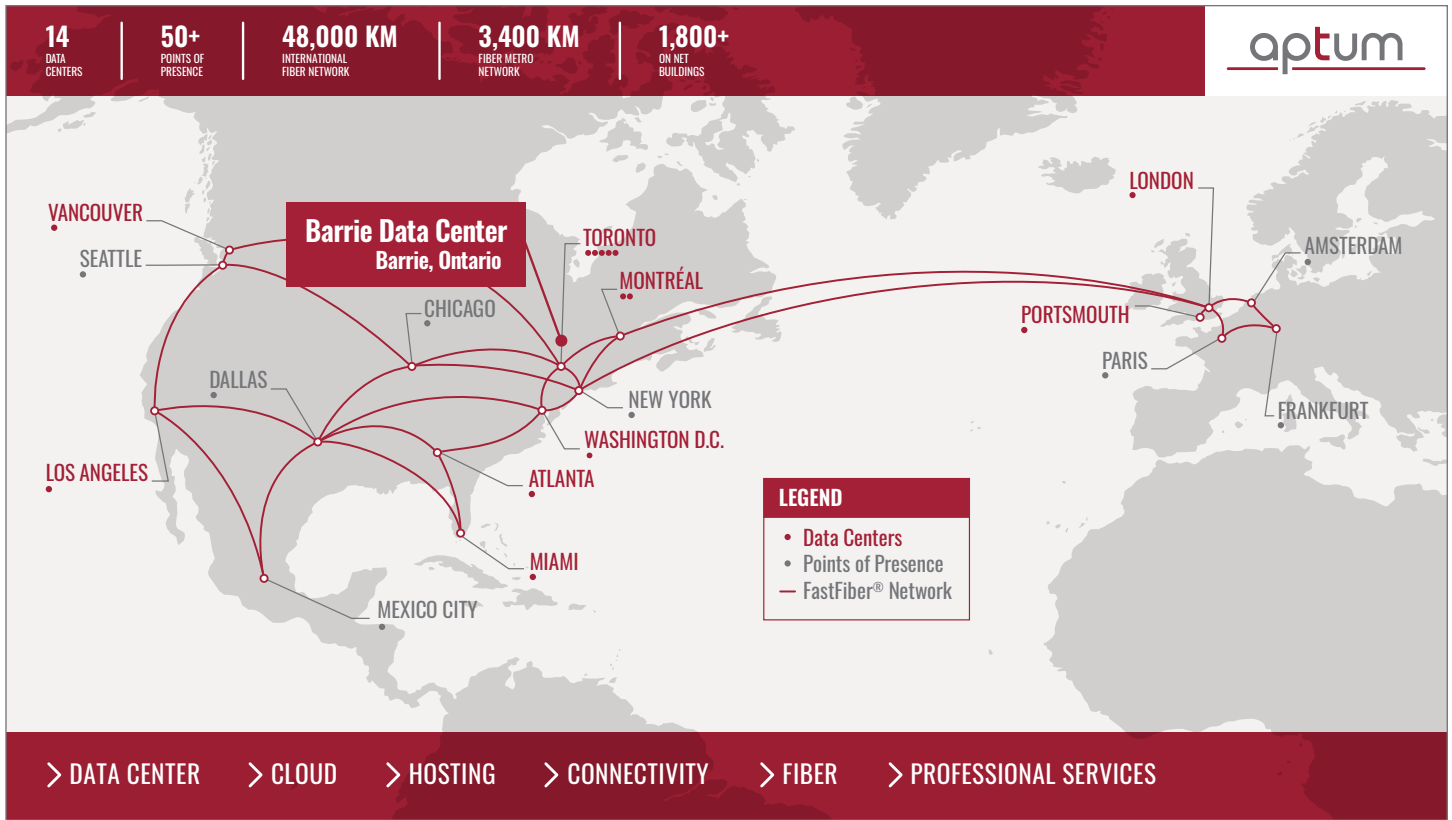 14
DATA
CENTERS
50+
POINTS OF
PRESENCE
48,000 KM
INTERNATIONAL
FIBER NETWORK
3,400 KM
FIBER METRO
NETWORK
1,800+
ON NET
BUILDINGS
aptum
VANCOUVER
SEATTLE
Barrie Data Center
Barrie, Ontario
TORONTO
MONTRÉAL
CHICAGO
DALLAS
NEW YORK
WASHINGTON D.C.
LOS ANGELES
ATLANTA
MIAMI
MEXICO CITY
LONDON
AMSTERDAM
PORTSMOUTH
PARIS
FRANKFURT
LEGEND
Data Centers
Points of Presence
FastFiber® Network
> DATA CENTER > CLOUD > HOSTING > CONNECTIVITY > FIBER > PROFESSIONAL SERVICES